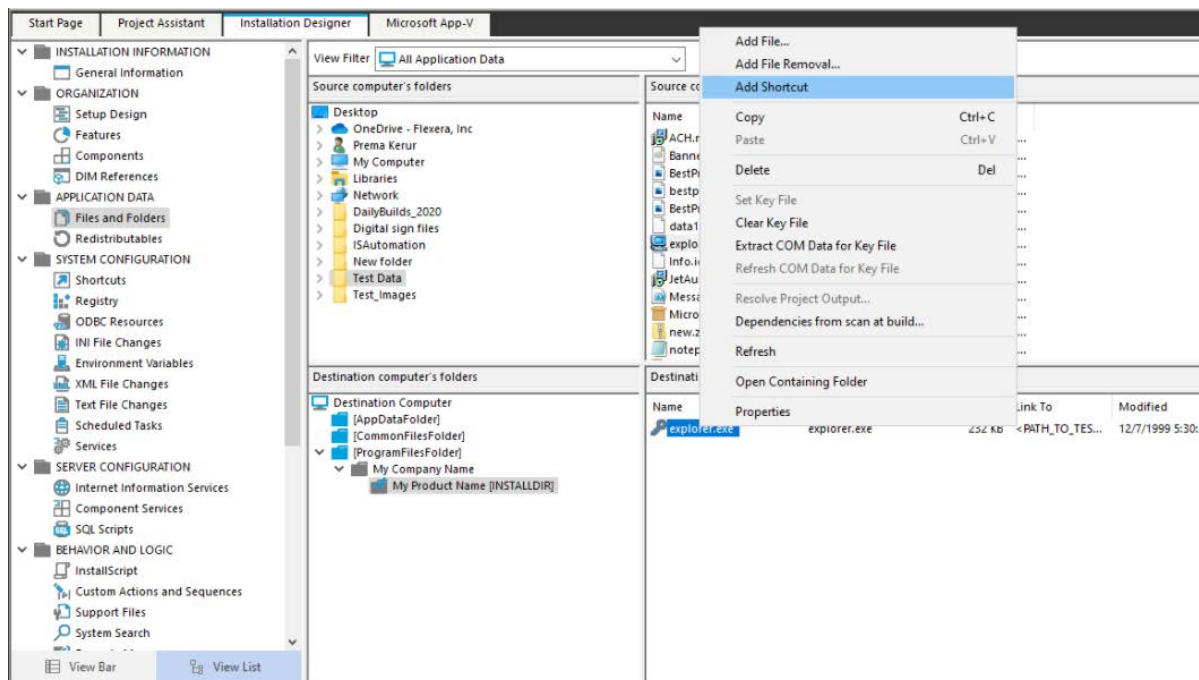 Start Page
Project Assistant
Installation Designer
Microsoft App-V
INSTALLATION INFORMATION
General Information
ORGANIZATION
Setup Design
Features
Components
DIM References
APPLICATION DATA
Files and Folders
Redistributables
SYSTEM CONFIGURATION
Shortcuts
Registry
ODBC Resources
INI File Changes
Environment Variables
XML File Changes
Text File Changes
Scheduled Tasks
Services
SERVER CONFIGURATION
Internet Information Services
Component Services
SQL Scripts
BEHAVIOR AND LOGIC
InstallScript
Custom Actions and Sequences
Support Files
System Search
View Bar
View List
View Filter
All Application Data
Source computer's folders
Desktop
OneDrive - Flexera, Inc
Prema Kerur
My Computer
Libraries
Network
DailyBuilds_2020
Digital sign files
ISAutomation
New folder
Test Data
Test_Images
Source co
Name
ACH.r
Banne
BestPr
bestp
BestPr
data1
explo
Info.i
JetAu
Messa
Micro
new.z
notep
Add File...
Add File Removal...
Add Shortcut
Copy Ctrl+C
Paste Ctrl+V
Delete Del
Set Key File
Clear Key File
Extract COM Data for Key File
Refresh COM Data for Key File
Resolve Project Output...
Dependencies from scan at build...
Refresh
Open Containing Folder
Properties
Destination computer's folders
Destination Computer
[AppDataFolder]
[CommonFilesFolder]
[ProgramFilesFolder]
My Company Name
My Product Name [INSTALLDIR]
Destinati
Name Link To Modified
explorer.exe explorer.exe 232 KB <PATH_TO_TES... 12/7/1999 5:30: